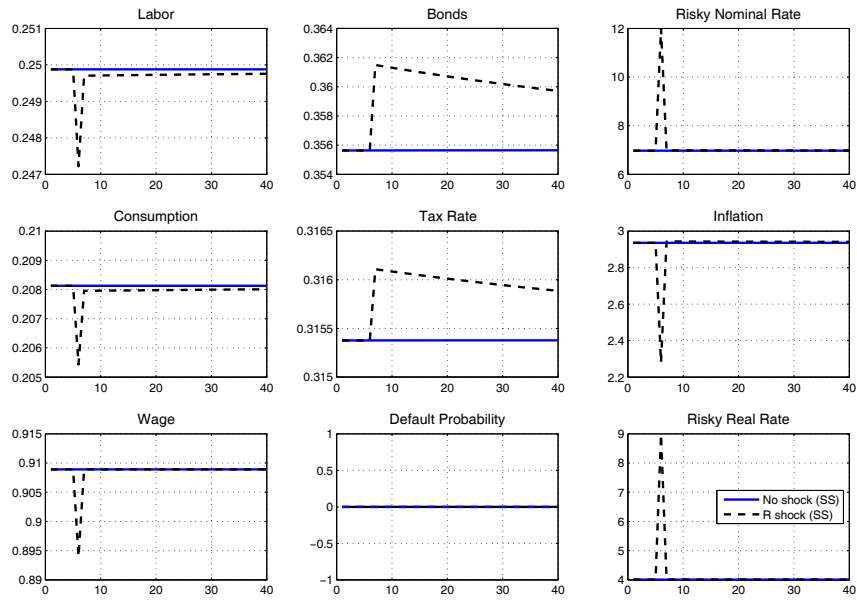 Labor
0.251
0.25
0.249
0.248
0.247
0 10 20 30 40
Bonds
0.364
0.362
0.36
0.358
0.356
0.354
0 10 20 30 40
Risky Nominal Rate
12
10
8
6
0 10 20 30 40
Consumption
0.21
0.209
0.208
0.207
0.206
0.205
0 10 20 30 40
Tax Rate
0.3165
0.316
0.3155
0.315
0 10 20 30 40
Inflation
3
2.8
2.6
2.4
2.2
0 10 20 30 40
Wage
0.915
0.91
0.905
0.9
0.895
0.89
0 10 20 30 40
Default Probability
1
0.5
0
−0.5
−1
0 10 20 30 40
Risky Real Rate
9
8
7
6
5
4
0 10 20 30 40
No shock (SS)
R shock (SS)